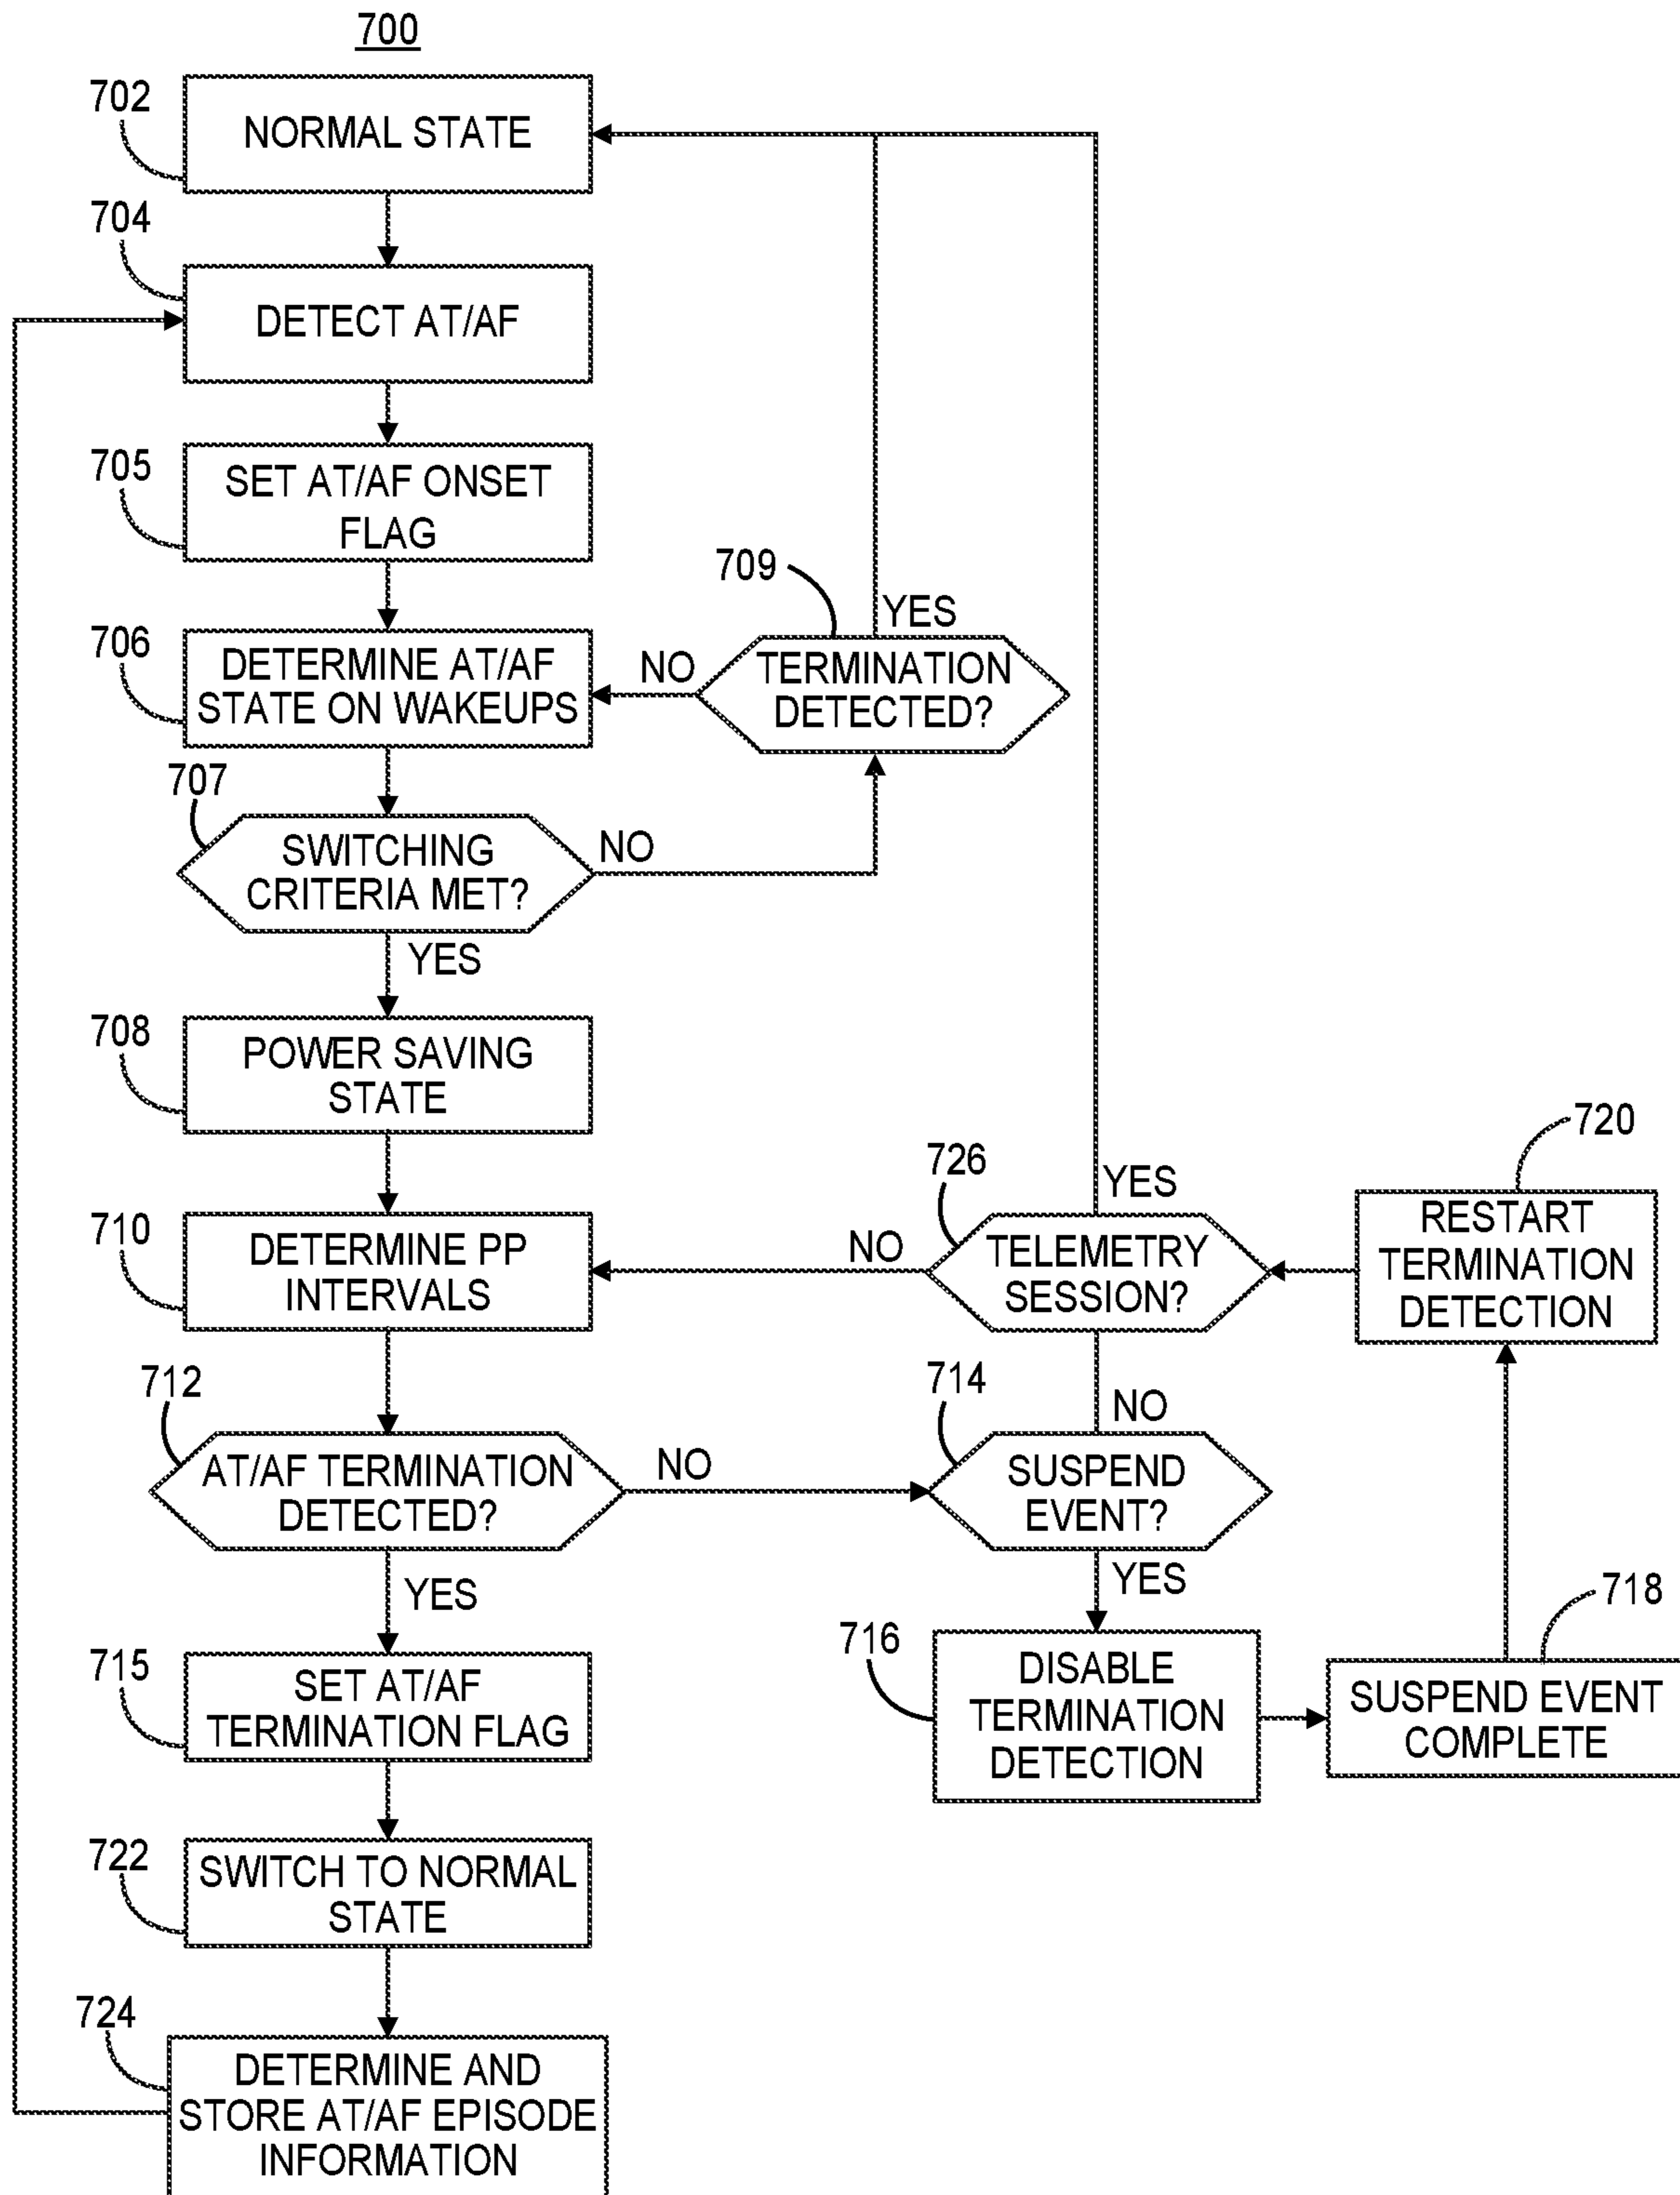 700
702
NORMAL STATE
704
DETECT AT/AF
705
SET AT/AF ONSET
FLAG
709
YES
706
DETERMINE AT/AF
STATE ON WAKEUPS
NO
TERMINATION
DETECTED?
707
SWITCHING
CRITERIA MET?
NO
YES
708
POWER SAVING
STATE
720
726
YES
710
DETERMINE PP
INTERVALS
NO
TELEMETRY
SESSION?
RESTART
TERMINATION
DETECTION
712
714
NO
AT/AF TERMINATION
DETECTED?
NO
SUSPEND
EVENT?
YES
YES
718
715
SET AT/AF
TERMINATION FLAG
716
DISABLE
TERMINATION
DETECTION
SUSPEND EVENT
COMPLETE
722
SWITCH TO NORMAL
STATE
724
DETERMINE AND
STORE AT/AF EPISODE
INFORMATION